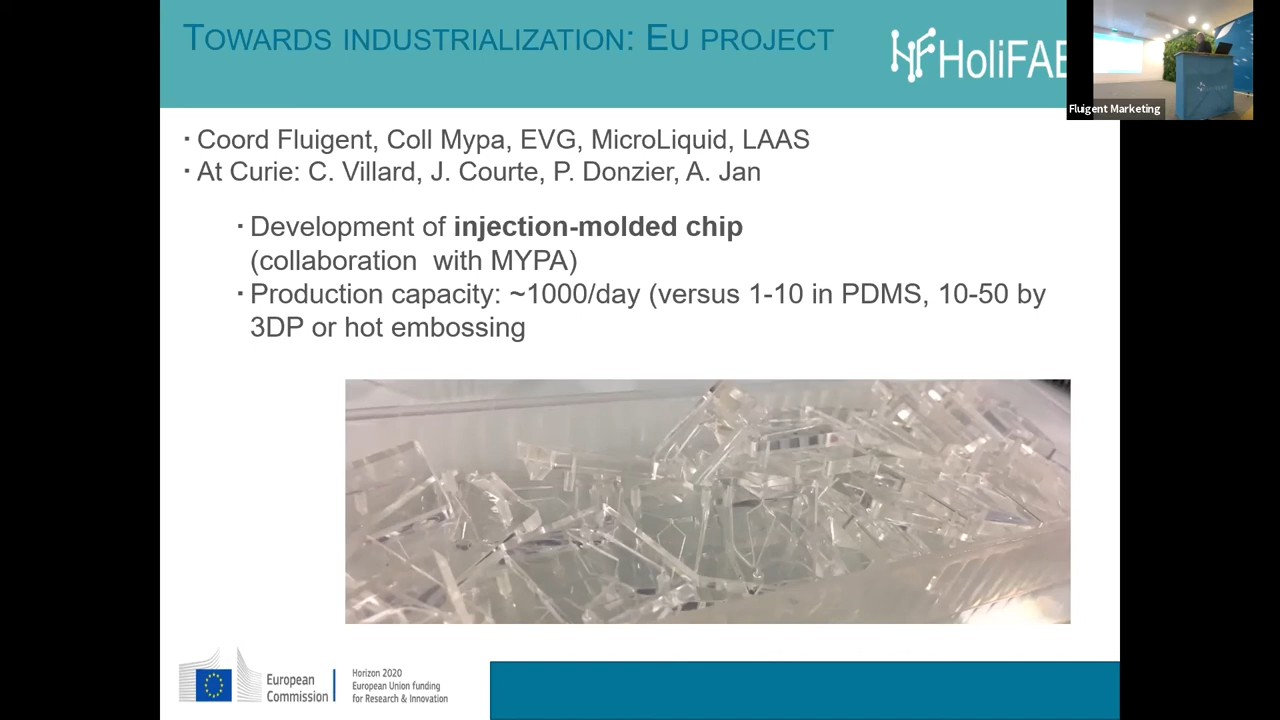 TOWARDS INDUSTRIALIZATION: EU PROJECT
HoliFAB
Fluigent Marketing
· Coord Fluigent, Coll Mypa, EVG, MicroLiquid, LAAS
· At Curie: C. Villard, J. Courte, P. Donzier, A. Jan
· Development of injection-molded chip
(collaboration with MYPA)
· Production capacity: ~1000/day (versus 1-10 in PDMS, 10-50 by
3DP or hot embossing
European
Commission
Horizon 2020
European Union funding
for Research & Innovation